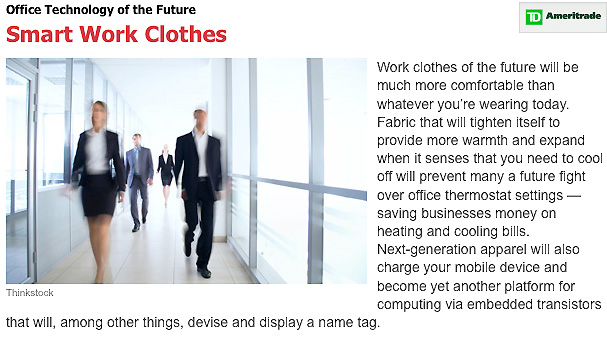 Office Technology of the Future
TD Ameritrade
Smart Work Clothes
Work clothes of the future will be
much more comfortable than
whatever you're wearing today.
Fabric that will tighten itself to
provide more warmth and expand
when it senses that you need to cool
off will prevent many a future fight
over office thermostat settings —
saving businesses money on
heating and cooling bills.
Next-generation apparel will also
charge your mobile device and
become yet another platform for
computing via embedded transistors
Thinkstock
that will, among other things, devise and display a name tag.